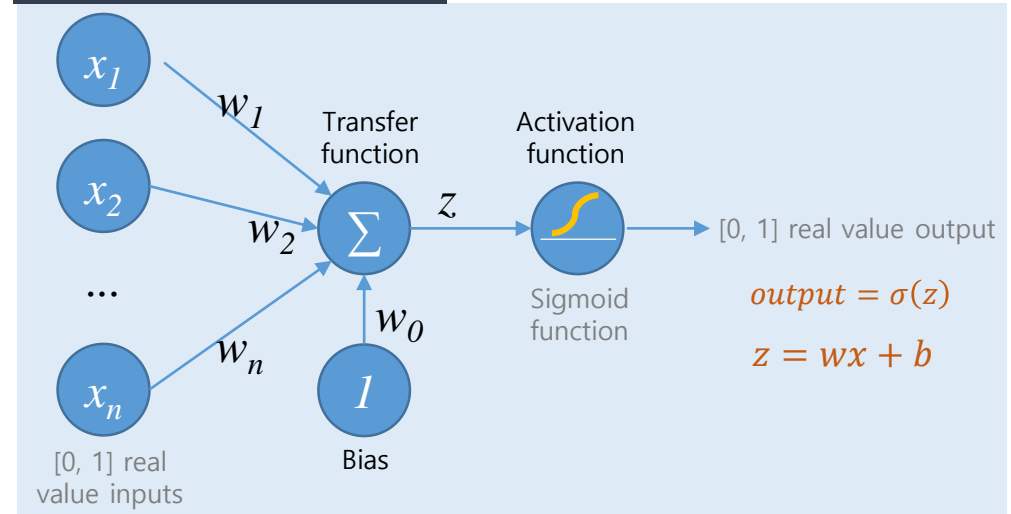 x1
w1
Transfer
function
Activation
function
x2
w2
∑
z
[0, 1] real value output
...
Sigmoid
function
output = σ(z)
w0
wn
z = wx + b
xn
1
[0, 1] real
value inputs
Bias